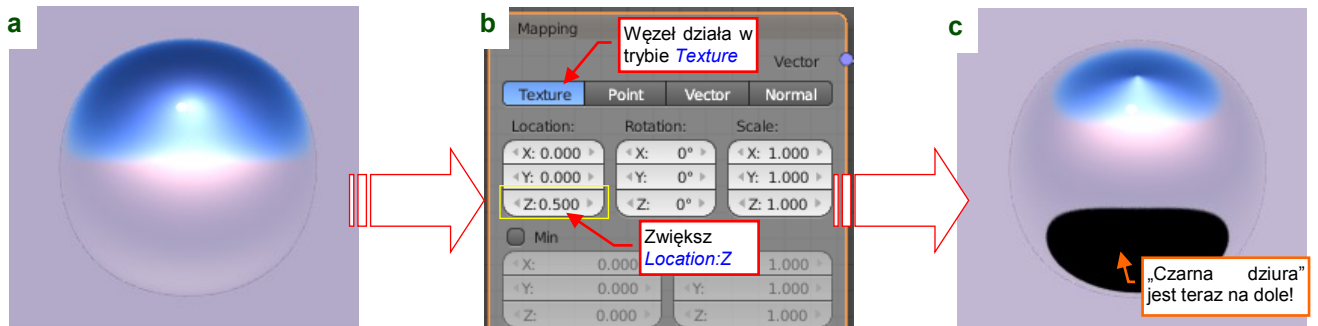 a
b
Mapping
Węzeł działa w
trybie Texture
Vector
Texture Point Vector Normal
Location: Rotation: Scale:
X: 0.000 X: 0° X: 1.000
Y: 0.000 Y: 0° Y: 1.000
Z: 0.500 Z: 0° Z: 1.000
Min
Zwiększ
Location:Z
X: 0.000 1.000
Y: 0.000 1.000
Z: 0.000 Z: 1.000
c
„Czarna dziura”
jest teraz na dole!